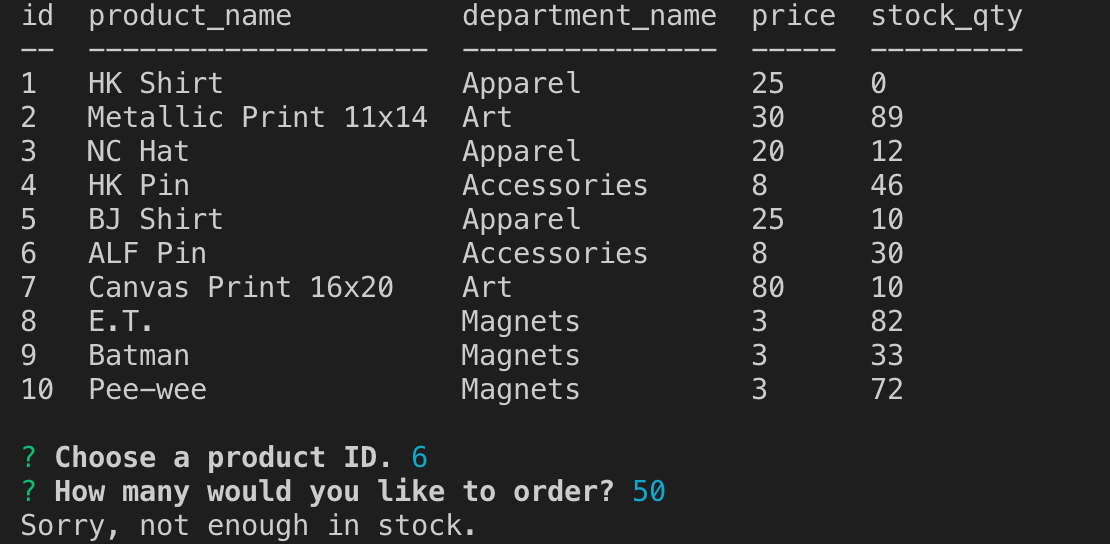 id  product_name          department_name  price  stock_qty
--  --------------------  ---------------  -----  ---------
1   HK Shirt              Apparel          25     0
2   Metallic Print 11x14  Art              30     89
3   NC Hat                Apparel          20     12
4   HK Pin                Accessories      8      46
5   BJ Shirt              Apparel          25     10
6   ALF Pin               Accessories      8      30
7   Canvas Print 16x20    Art              80     10
8   E.T.                  Magnets          3      82
9   Batman                Magnets          3      33
10  Pee-wee               Magnets          3      72
? Choose a product ID. 6
? How many would you like to order? 50
Sorry, not enough in stock.